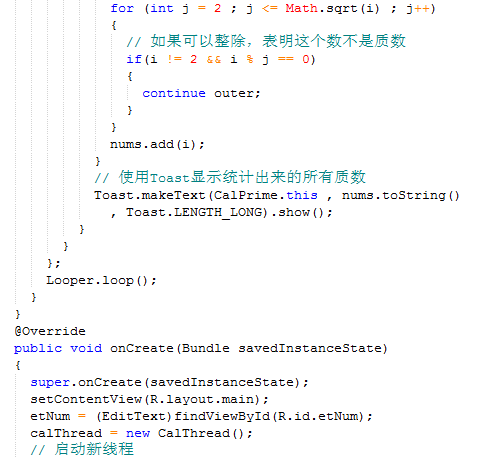 for (int j = 2 ; j <= Math.sqrt(i) ; j++)
{
// 如果可以整除，表明这个数不是质数
if(i != 2 && i % j == 0)
{
continue outer;
}
}
nums.add(i);
}
// 使用Toast显示统计出来的所有质数
Toast.makeText(CalPrime.this , nums.toString()
, Toast.LENGTH_LONG).show();
}
}
};
Looper.loop();
}
}
@Override
public void onCreate(Bundle savedInstanceState)
{
super.onCreate(savedInstanceState);
setContentView(R.layout.main);
etNum = (EditText)findViewById(R.id.etNum);
calThread = new CalThread();
// 启动新线程